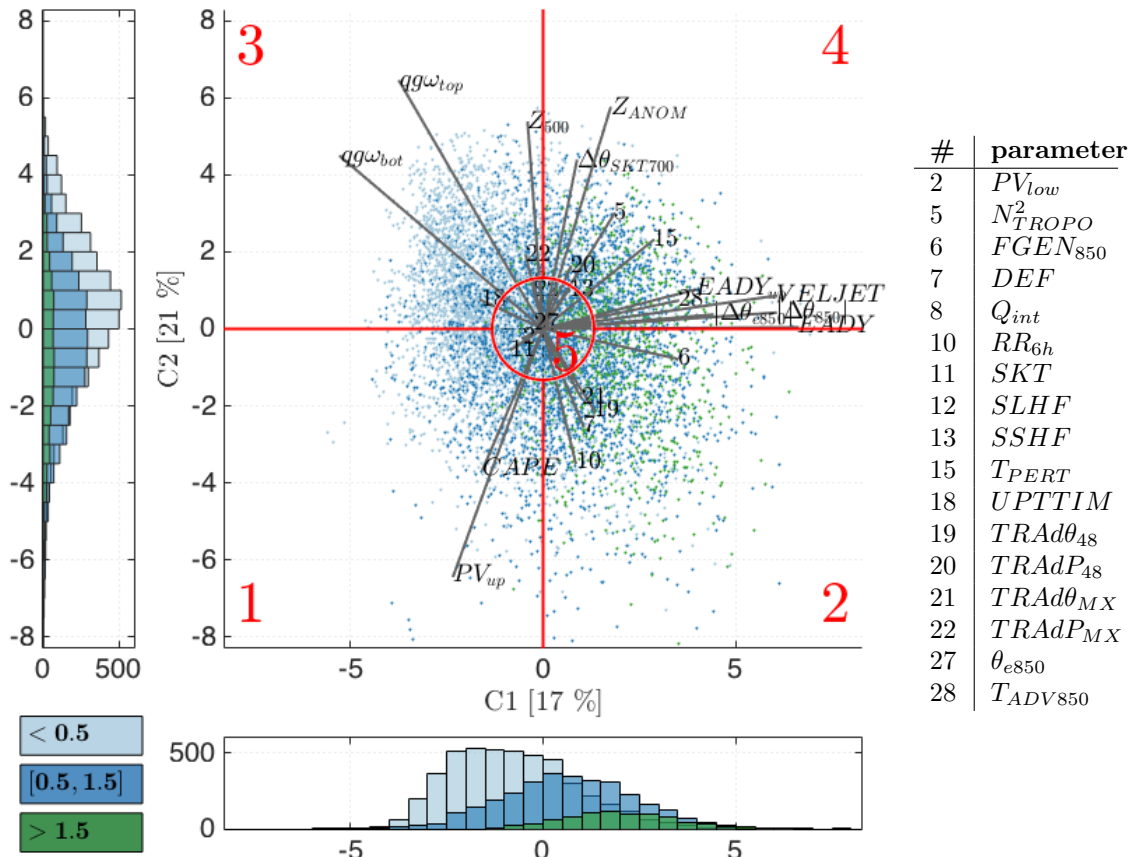 8
6
4
2
0
-2
-4
-6
-8
0 500
C2 [21 %]
3
4
1
2
5
qgω_top
qgω_bot
Z_500
Z_ANOM
Δθ_SKT700
5
15
22
20
13
18
EADY
VELJET
28
|Δθ_e850|
|Δθ_850|
EADY
27
11
6
21
19
7
10
CAPE
PV_up
-5 0 5
C1 [17 %]
# parameter
2 PV_low
5 N²_TROPO
6 FGEN_850
7 DEF
8 Q_int
10 RR_6h
11 SKT
12 SLHF
13 SSHF
15 T_PERT
18 UPTTIM
19 TRAdθ_48
20 TRAdP_48
21 TRAdθ_MX
22 TRAdP_MX
27 θ_e850
28 T_ADV850
< 0.5
[0.5, 1.5]
> 1.5
500
0
-5 0 5